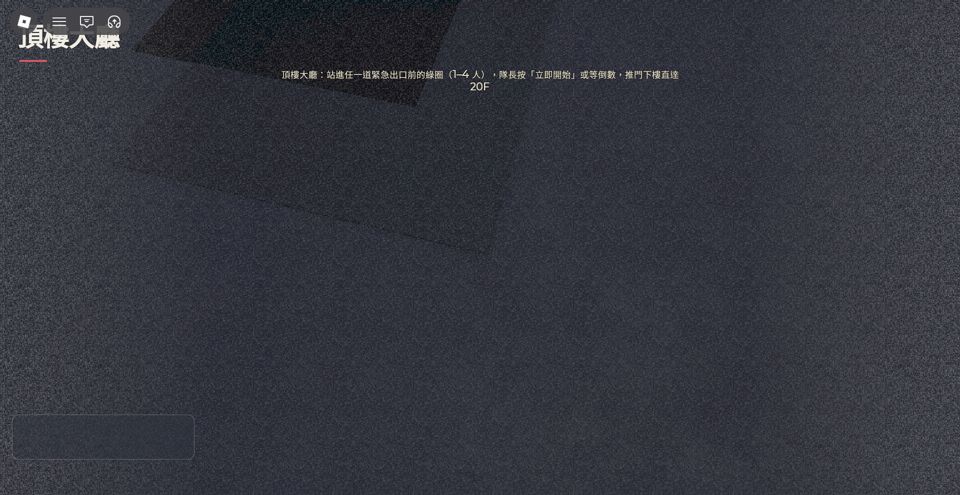 頂樓大廳
頂樓大廳：站進任一道緊急出口前的綠圈（1–4 人），隊長按「立即開始」或等倒數，推門下樓直達
20F